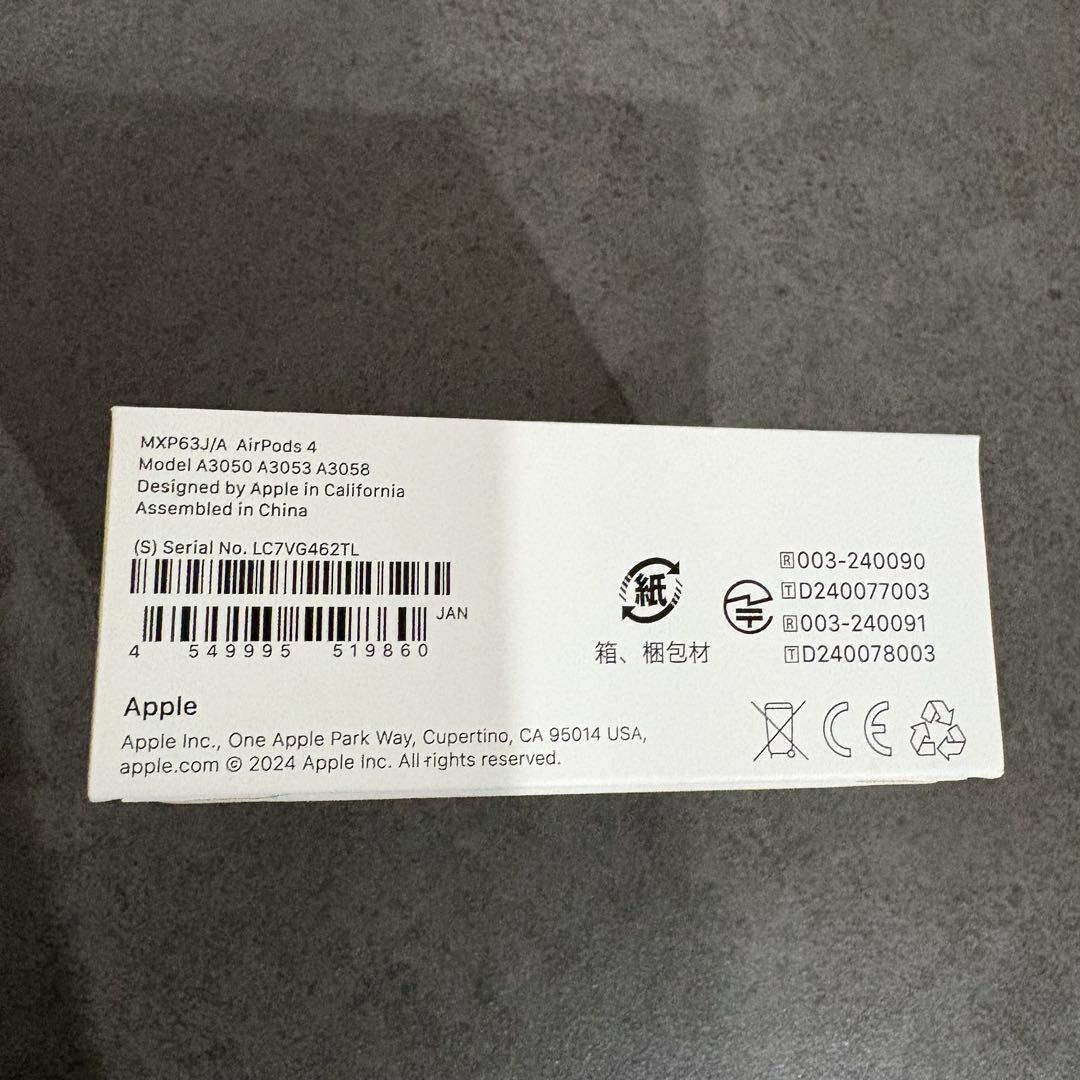 MXP63J/A AirPods 4
Model A3050 A3053 A3058
Designed by Apple in California
Assembled in China
(S) Serial No. LC7VG462TL
JAN
4 549995 519860
紙
箱、梱包材
R003-240090
TD240077003
R003-240091
TD240078003
Apple
Apple Inc., One Apple Park Way, Cupertino, CA 95014 USA,
apple.com © 2024 Apple Inc. All rights reserved.
CE